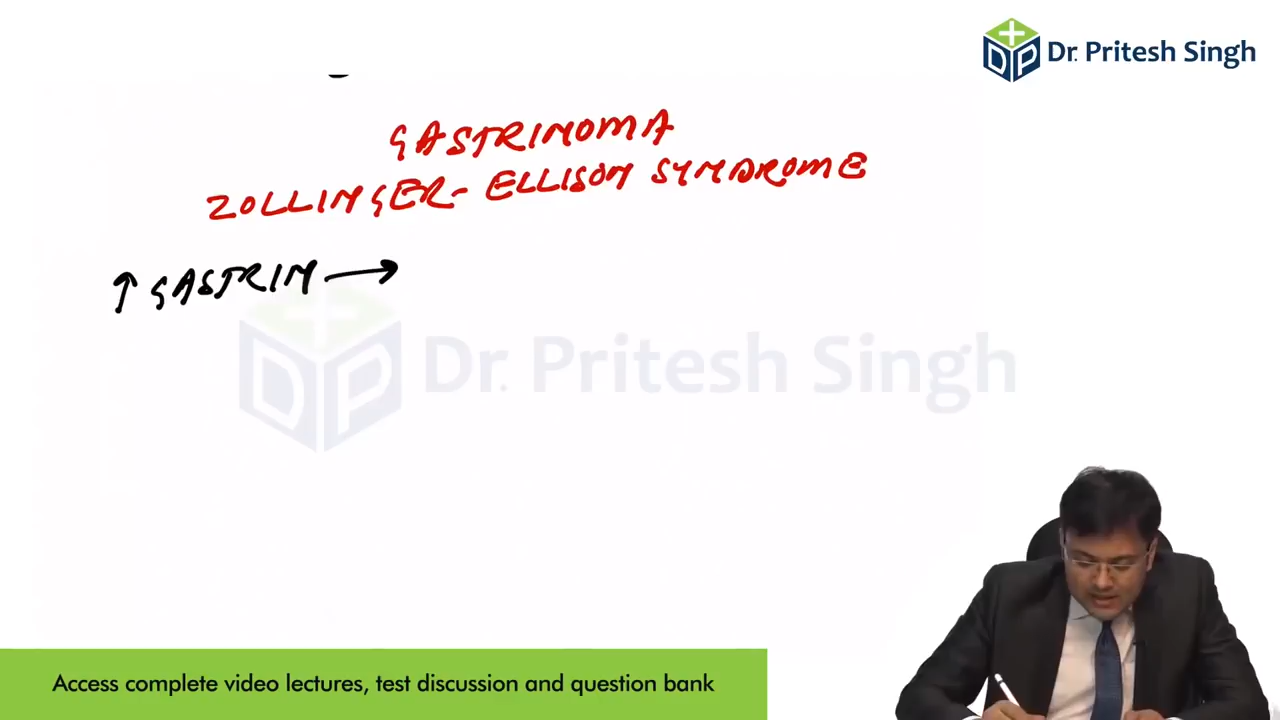 Dr. Pritesh Singh
GASTRINOMA
ZOLLINGER-ELLISON SYNDROME
↑ GASTRIN →
DP Dr. Pritesh Singh
Access complete video lectures, test discussion and question bank